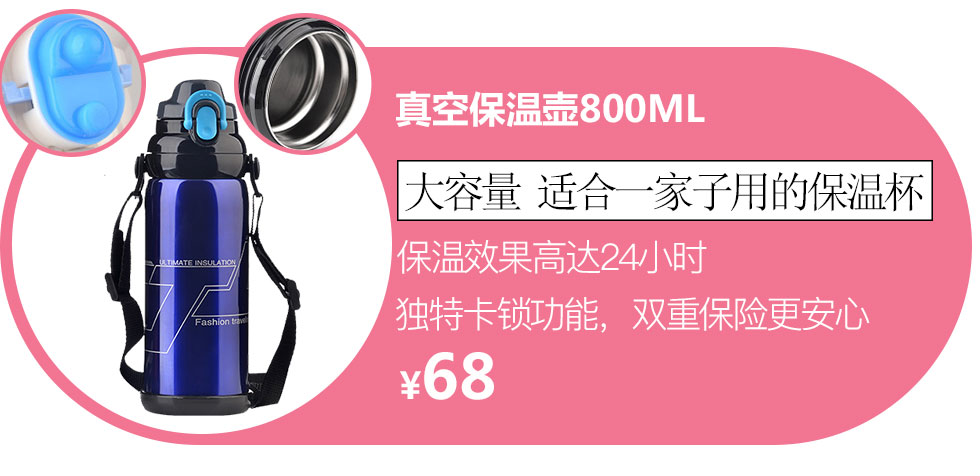 真空保温壶800ML
大容量 适合一家子用的保温杯
保温效果高达24小时
独特卡锁功能，双重保险更安心
¥68
ULTIMATE INSULATION
Fashion